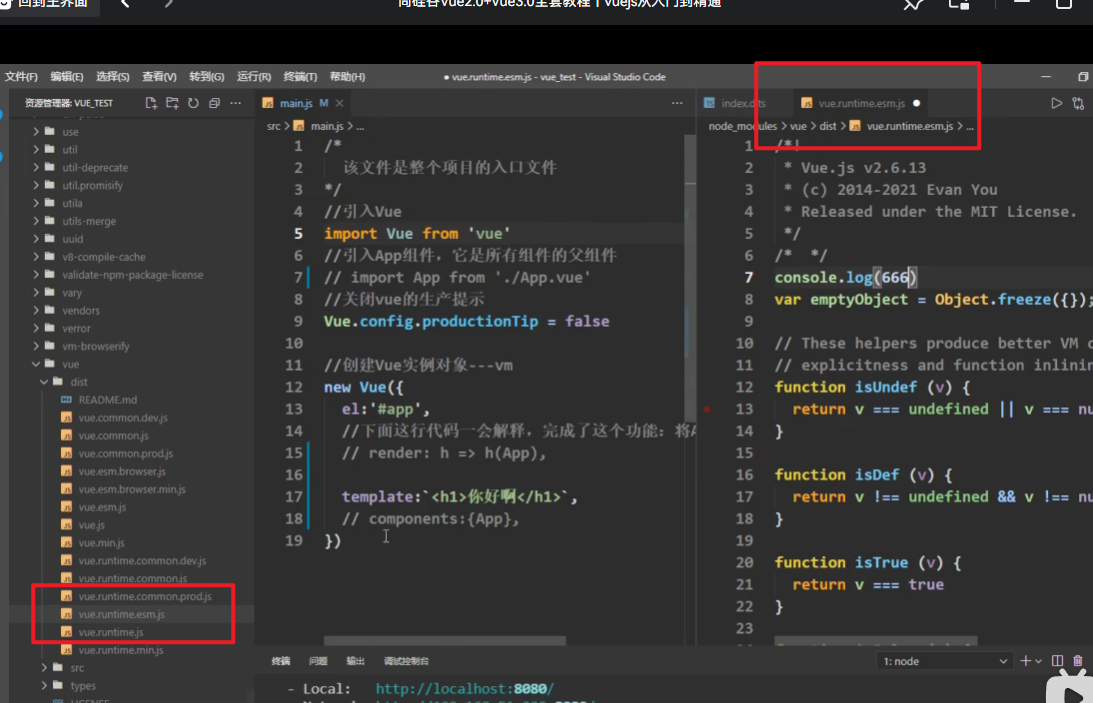 回到主界面
尚硅谷Vue2.0+Vue3.0全套教程丨vuejs从入门到精通
文件(F) 编辑(E) 选择(S) 查看(V) 转到(G) 运行(R) 终端(T) 帮助(H)
● vue.runtime.esm.js - vue_test - Visual Studio Code
资源管理器: VUE_TEST
use
util
util-deprecate
util.promisify
utila
utils-merge
uuid
v8-compile-cache
validate-npm-package-license
vary
vendors
verror
vm-browserify
vue
dist
README.md
vue.common.dev.js
vue.common.js
vue.common.prod.js
vue.esm.browser.js
vue.esm.browser.min.js
vue.esm.js
vue.js
vue.min.js
vue.runtime.common.dev.js
vue.runtime.common.js
vue.runtime.common.prod.js
vue.runtime.esm.js
vue.runtime.js
vue.runtime.min.js
src
types
main.js M
src > main.js > ...
1 /*
2 该文件是整个项目的入口文件
3 */
4 //引入Vue
5 import Vue from 'vue'
6 //引入App组件，它是所有组件的父组件
7 // import App from './App.vue'
8 //关闭vue的生产提示
9 Vue.config.productionTip = false
10
11 //创建Vue实例对象---vm
12 new Vue({
13 el:'#app',
14 //下面这行代码一会解释，完成了这个功能：将
15 // render: h => h(App),
16
17 template:`<h1>你好啊</h1>`,
18 // components:{App},
19 })
index.d.ts
vue.runtime.esm.js ●
node_modules > vue > dist > vue.runtime.esm.js > ...
1 /*!
2 * Vue.js v2.6.13
3 * (c) 2014-2021 Evan You
4 * Released under the MIT License.
5 */
6 /* */
7 console.log(666)
8 var emptyObject = Object.freeze({});
9
10 // These helpers produce better VM c
11 // explicitness and function inlinin
12 function isUndef (v) {
13 return v === undefined || v === nu
14 }
15
16 function isDef (v) {
17 return v !== undefined && v !== nu
18 }
19
20 function isTrue (v) {
21 return v === true
22 }
23
终端 问题 输出 调试控制台
1: node
- Local: http://localhost:8080/